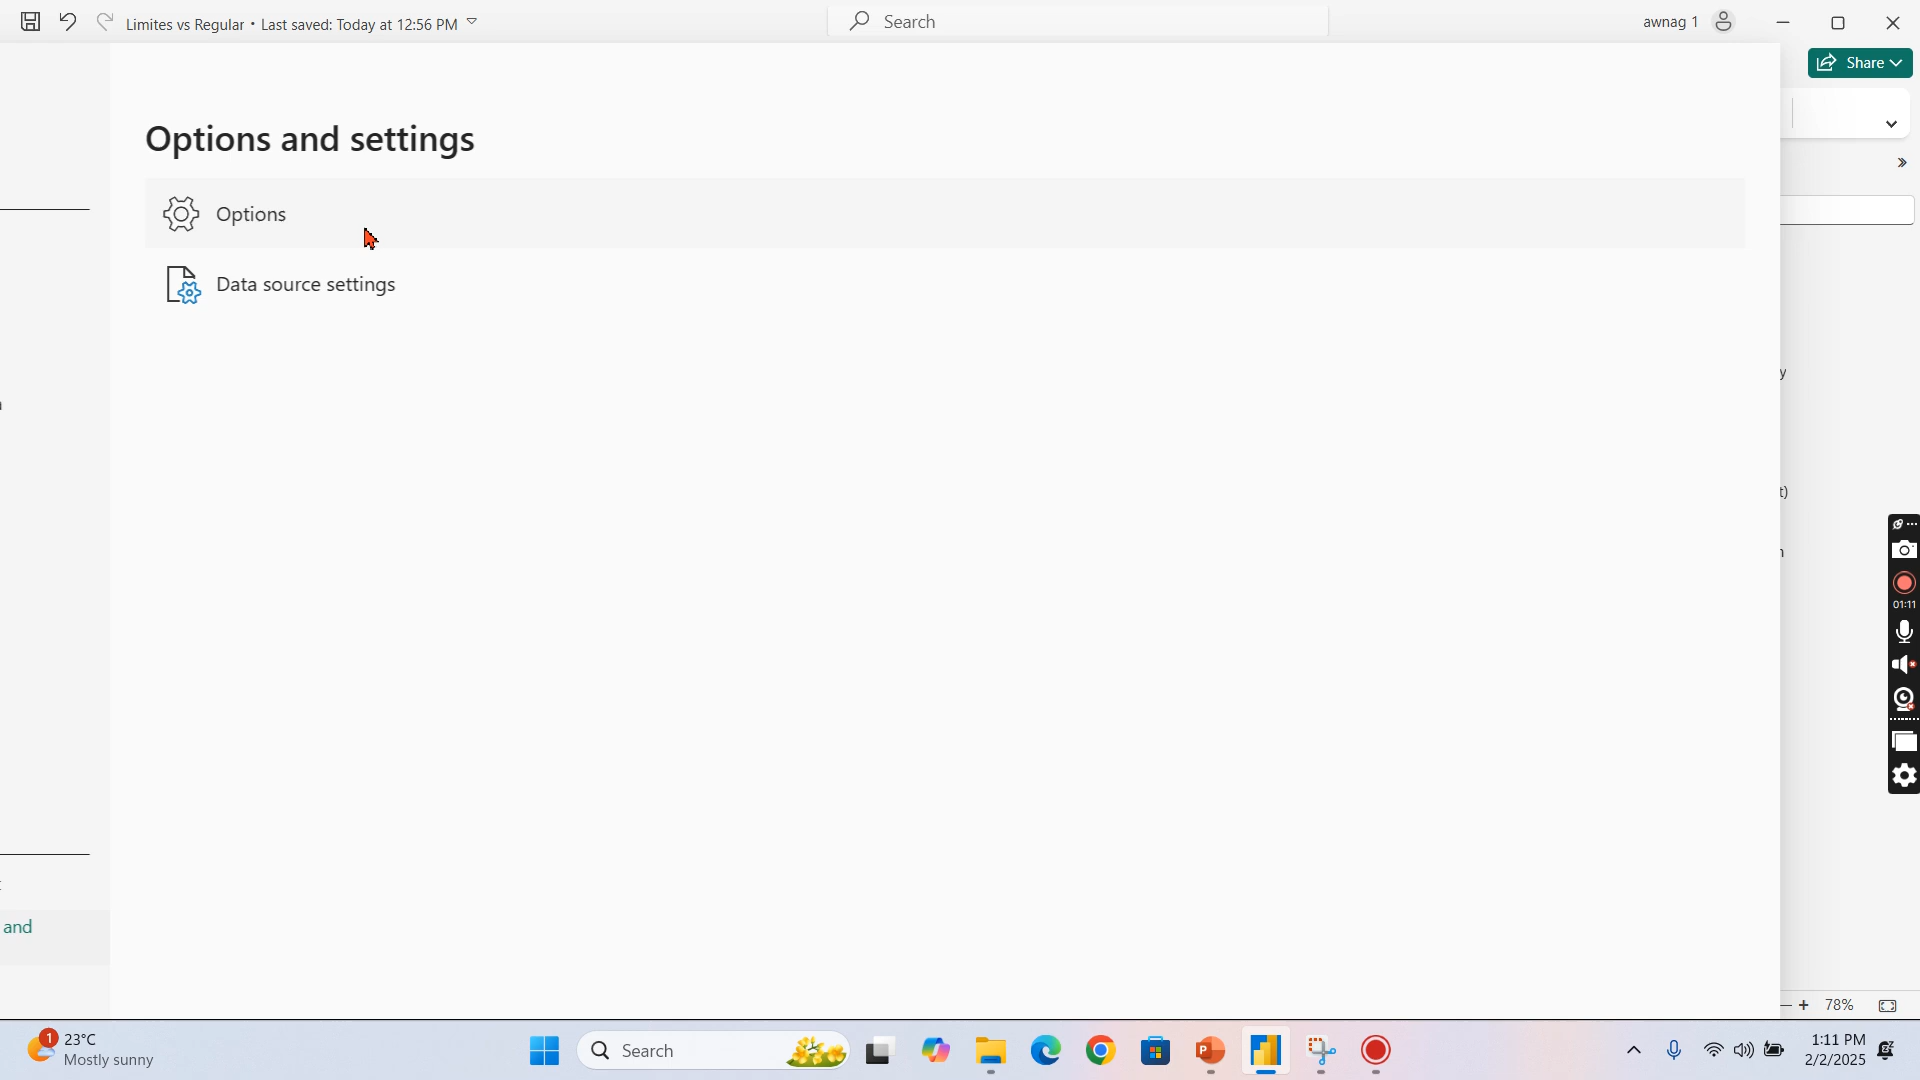 Limites vs Regular • Last saved: Today at 12:56 PM
Search
awnag 1
Share
Options and settings
Options
Data source settings
y
t)
n
and
01:11
78%
1
23°C
Mostly sunny
Search
1:11 PM
2/2/2025